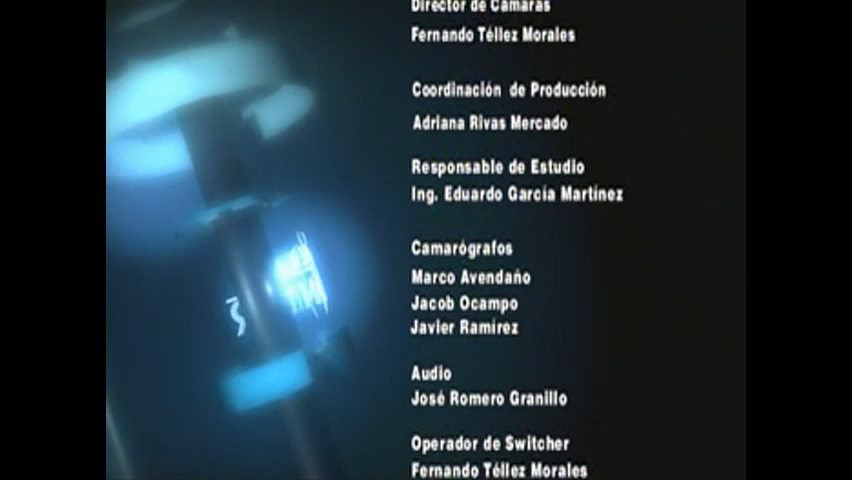 Director de Cámaras
Fernando Téllez Morales
Coordinación de Producción
Adriana Rivas Mercado
Responsable de Estudio
Ing. Eduardo García Martínez
Camarógrafos
Marco Avendaño
Jacob Ocampo
Javier Ramírez
Audio
José Romero Granillo
Operador de Switcher
Fernando Téllez Morales